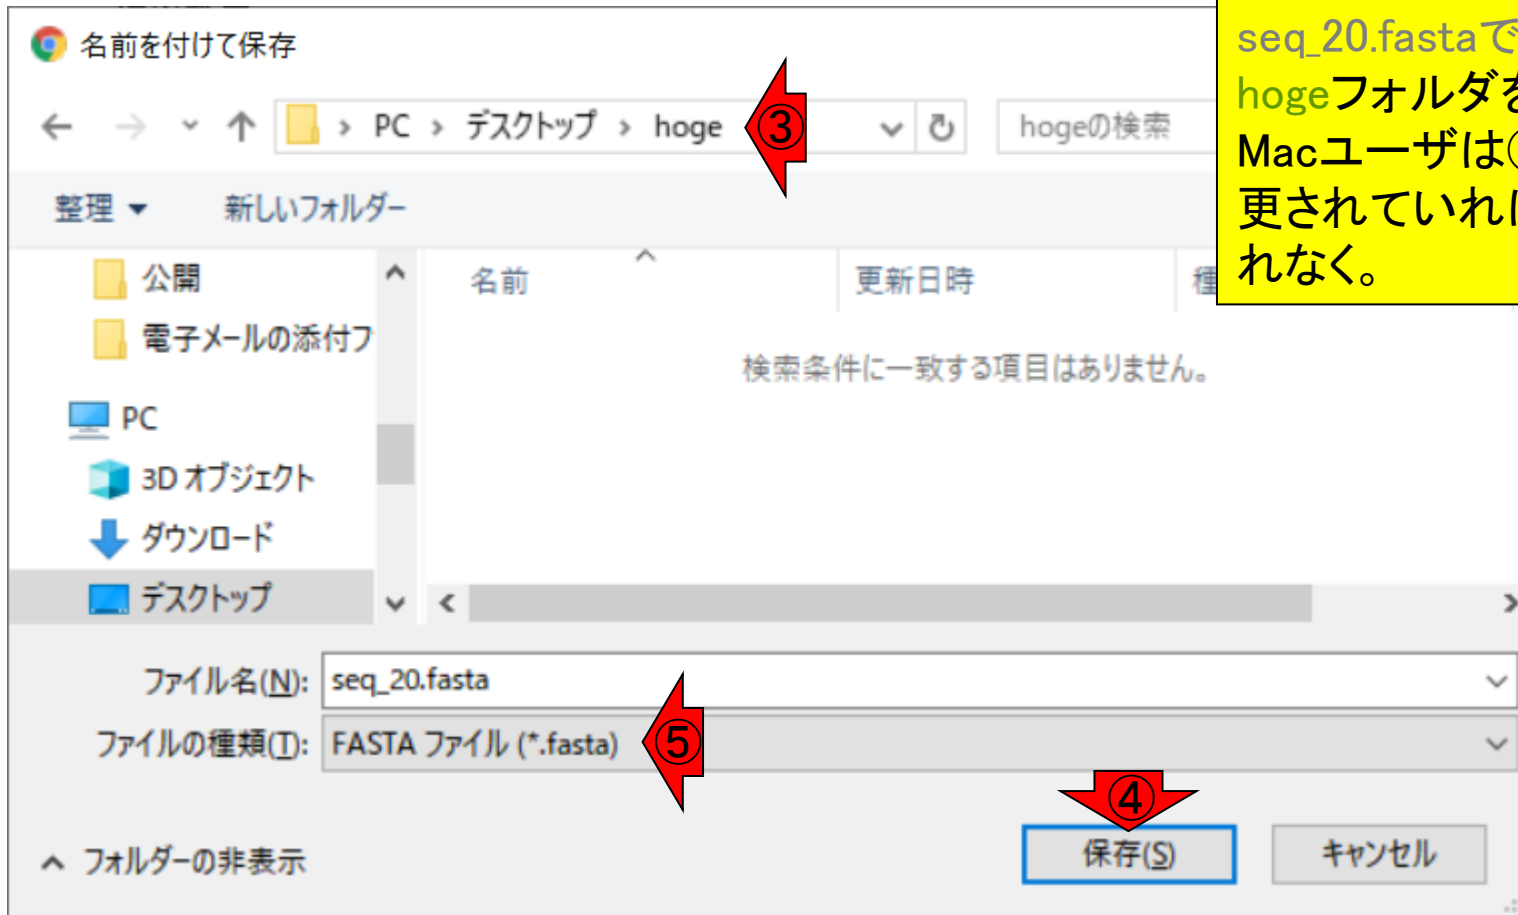 名前を付けて保存
PC > デスクトップ > hoge
③
hogeの検索
seq_20.fastaで
hogeフォルダを
Macユーザは
更されていれば
れなく。
整理
新しいフォルダー
公開
電子メールの添付フ
PC
3D オブジェクト
ダウンロード
デスクトップ
名前
更新日時
種
検索条件に一致する項目はありません。
ファイル名(N): seq_20.fasta
ファイルの種類(T): FASTA ファイル (*.fasta)
⑤
④
フォルダーの非表示
保存(S)
キャンセル